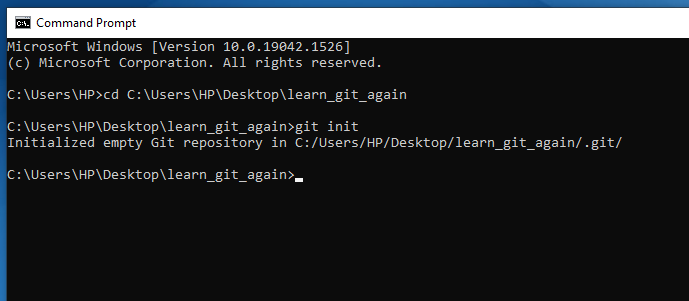 Command Prompt
Microsoft Windows [Version 10.0.19042.1526]
(c) Microsoft Corporation. All rights reserved.
C:\Users\HP>cd C:\Users\HP\Desktop\learn_git_again
C:\Users\HP\Desktop\learn_git_again>git init
Initialized empty Git repository in C:/Users/HP/Desktop/learn_git_again/.git/
C:\Users\HP\Desktop\learn_git_again>